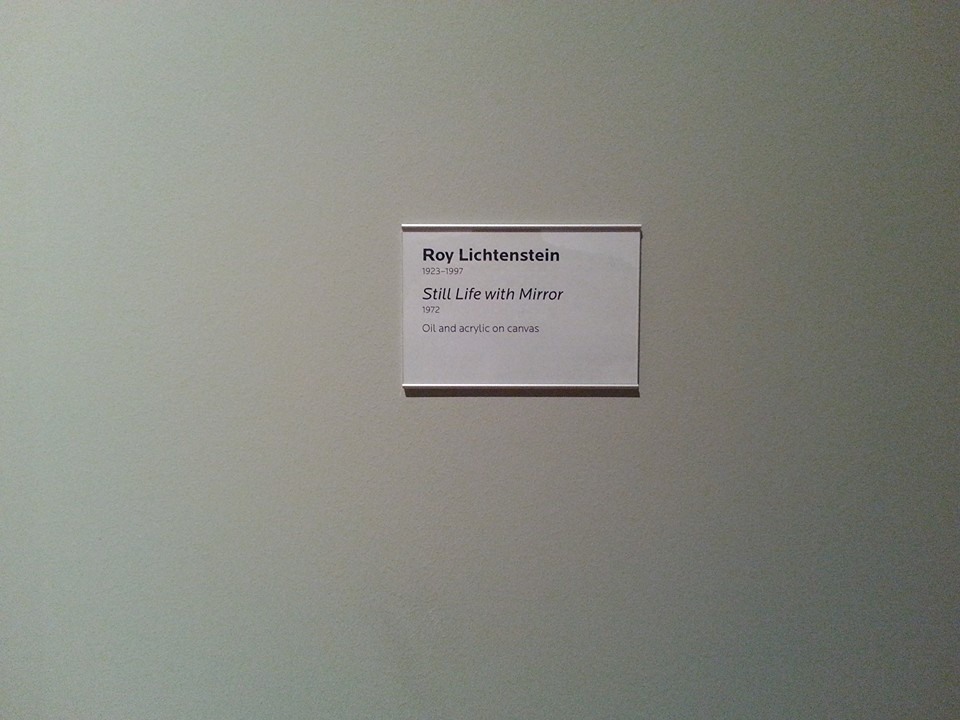 Roy Lichtenstein
1923–1997
Still Life with Mirror
1972
Oil and acrylic on canvas